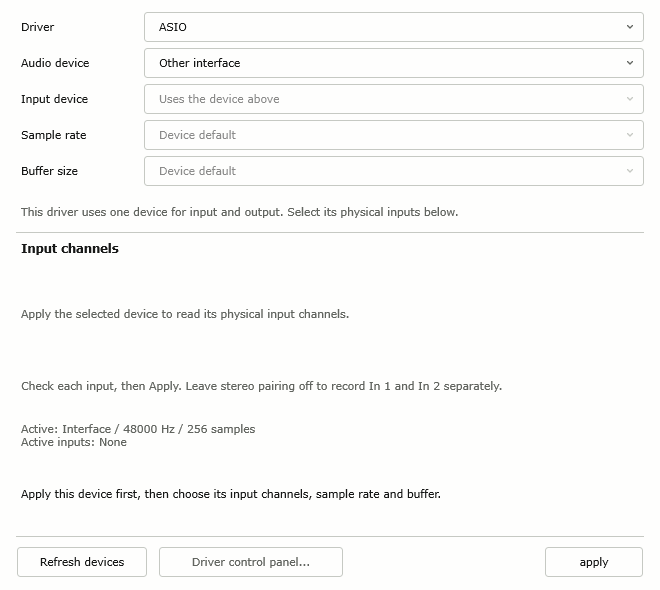 Driver
ASIO
Audio device
Other interface
Input device
Uses the device above
Sample rate
Device default
Buffer size
Device default
This driver uses one device for input and output. Select its physical inputs below.
Input channels
Apply the selected device to read its physical input channels.
Check each input, then Apply. Leave stereo pairing off to record In 1 and In 2 separately.
Active: Interface / 48000 Hz / 256 samples
Active inputs: None
Apply this device first, then choose its input channels, sample rate and buffer.
Refresh devices
Driver control panel...
apply